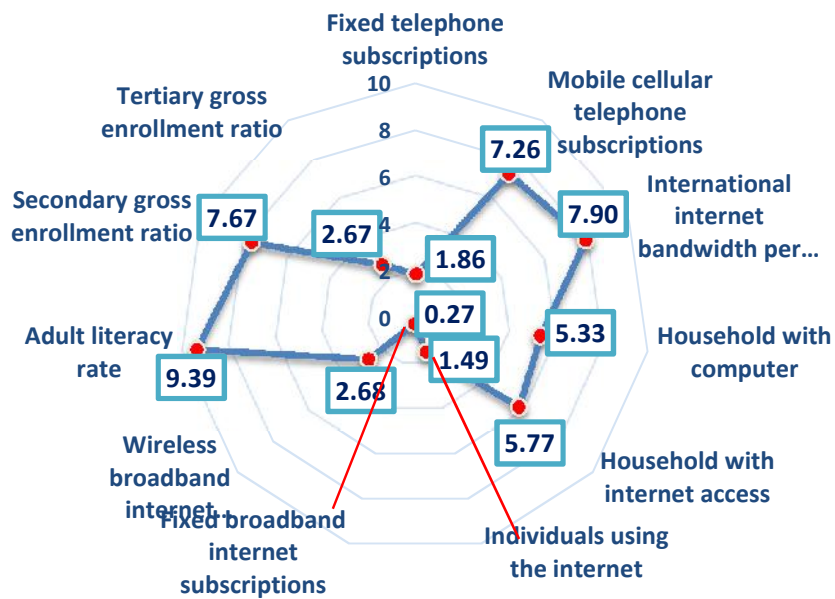 Fixed telephone
subscriptions
10
8
6
4
2
0
Mobile cellular
telephone
subscriptions
International
internet
bandwidth per...
Household with
computer
Household with
internet access
Individuals using
the internet
Fixed broadband
internet
subscriptions
Wireless
broadband
internet...
Adult literacy
rate
Secondary gross
enrollment ratio
Tertiary gross
enrollment ratio
1.86
7.26
7.90
5.33
5.77
1.49
0.27
2.68
9.39
7.67
2.67